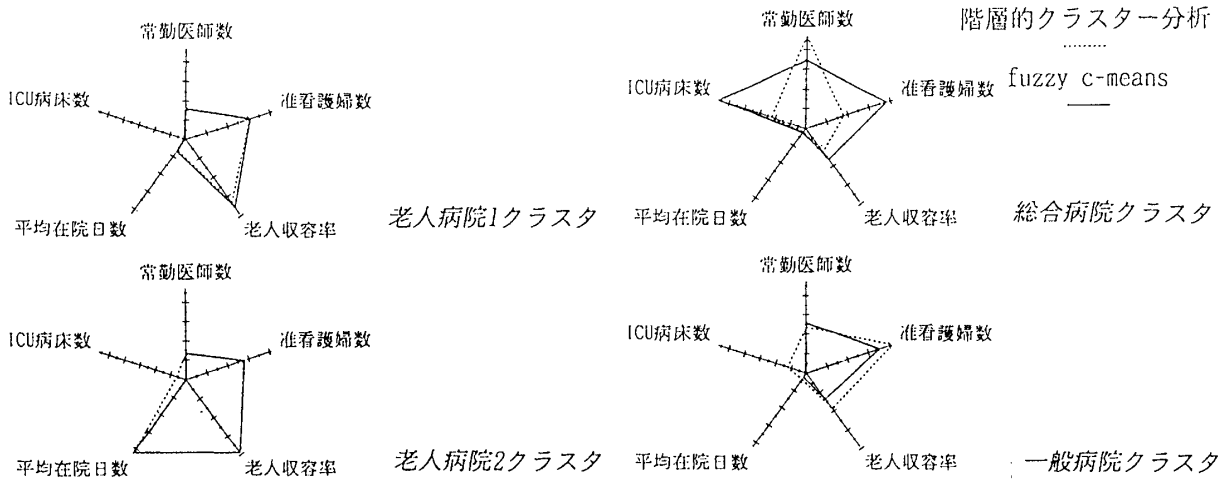 常勤医師数
ICU病床数
准看護婦数
平均在院日数
老人収容率
老人病院1クラスタ
常勤医師数
ICU病床数
准看護婦数
平均在院日数
老人収容率
総合病院クラスタ
階層的クラスター分析
fuzzy c-means
常勤医師数
ICU病床数
准看護婦数
平均在院日数
老人収容率
老人病院2クラスタ
常勤医師数
ICU病床数
准看護婦数
平均在院日数
老人収容率
一般病院クラスタ